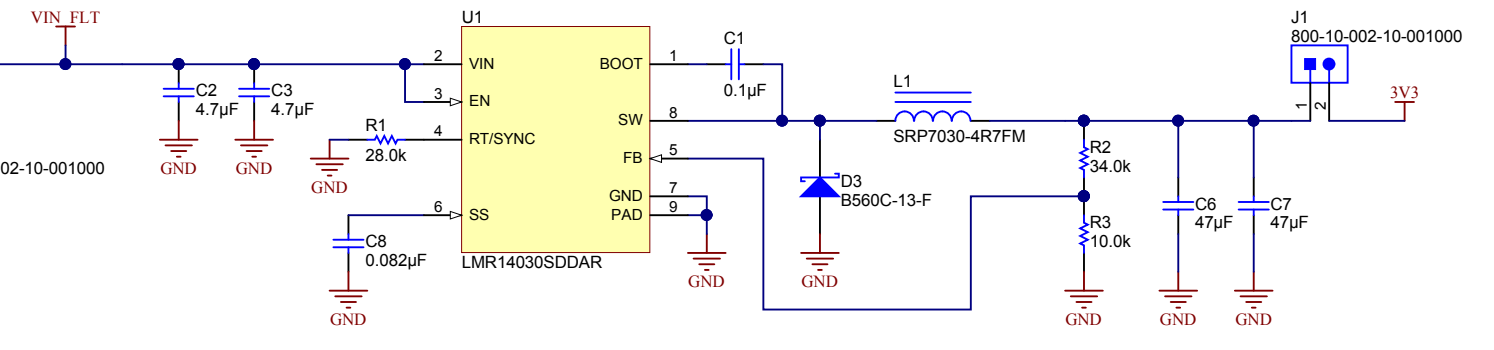 VIN_FLT
U1
J1
800-10-002-10-001000
C1
0.1µF
2
VIN
BOOT
1
3
EN
C2
4.7µF
C3
4.7µF
L1
SRP7030-4R7FM
1
2
3V3
SW
8
R1
28.0k
4
RT/SYNC
FB
5
R2
34.0k
02-10-001000
GND
GND
GND
D3
B560C-13-F
GND
7
6
SS
PAD
9
C6
47µF
C7
47µF
R3
10.0k
C8
0.082µF
LMR14030SDDAR
GND
GND
GND
GND
GND
GND